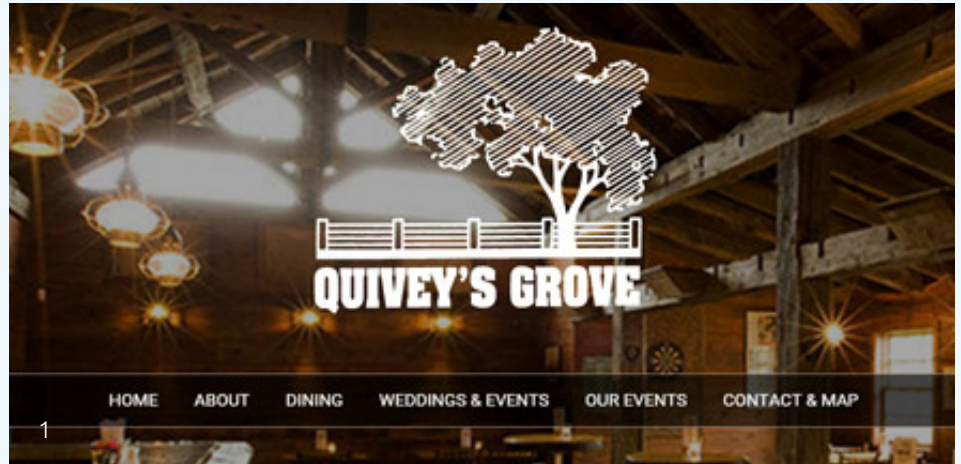 QUIVEY'S GROVE
HOME ABOUT DINING WEDDINGS & EVENTS OUR EVENTS CONTACT & MAP
1